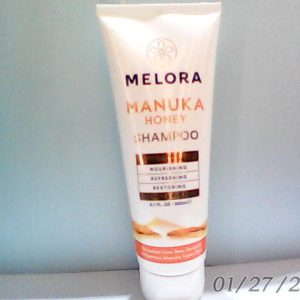 MELORA
MANUKA
HONEY
SHAMPOO
NOURISHING
REFRESHING
RESTORING
01/27/2